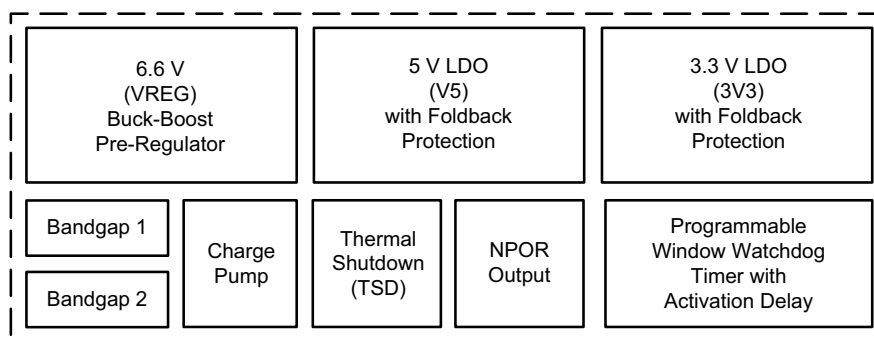 6.6 V
(VREG)
Buck-Boost
Pre-Regulator
5 V LDO
(V5)
with Foldback
Protection
3.3 V LDO
(3V3)
with Foldback
Protection
Bandgap 1
Bandgap 2
Charge
Pump
Thermal
Shutdown
(TSD)
NPOR
Output
Programmable
Window Watchdog
Timer with
Activation Delay